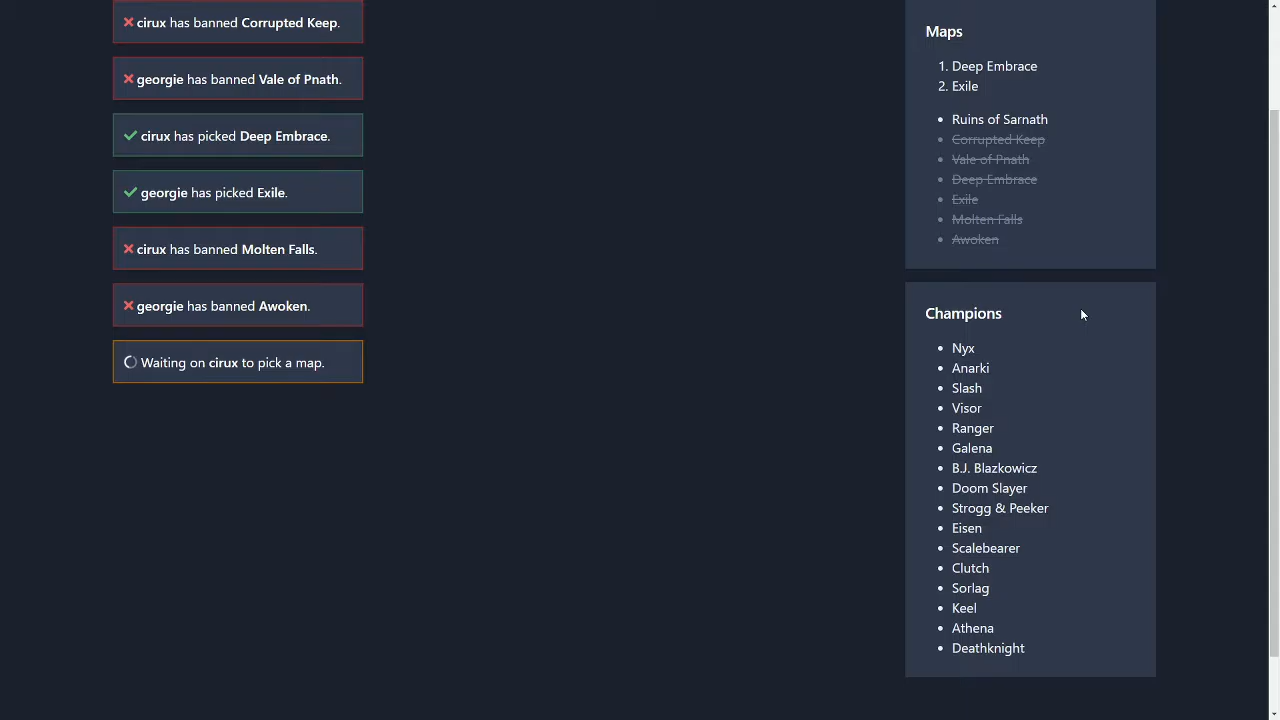 cirux has banned Corrupted Keep.
georgie has banned Vale of Pnath.
cirux has picked Deep Embrace.
georgie has picked Exile.
cirux has banned Molten Falls.
georgie has banned Awoken.
Waiting on cirux to pick a map.
Maps
1. Deep Embrace
2. Exile
Ruins of Sarnath
Corrupted Keep
Vale of Pnath
Deep Embrace
Exile
Molten Falls
Awoken
Champions
Nyx
Anarki
Slash
Visor
Ranger
Galena
B.J. Blazkowicz
Doom Slayer
Strogg & Peeker
Eisen
Scalebearer
Clutch
Sorlag
Keel
Athena
Deathknight